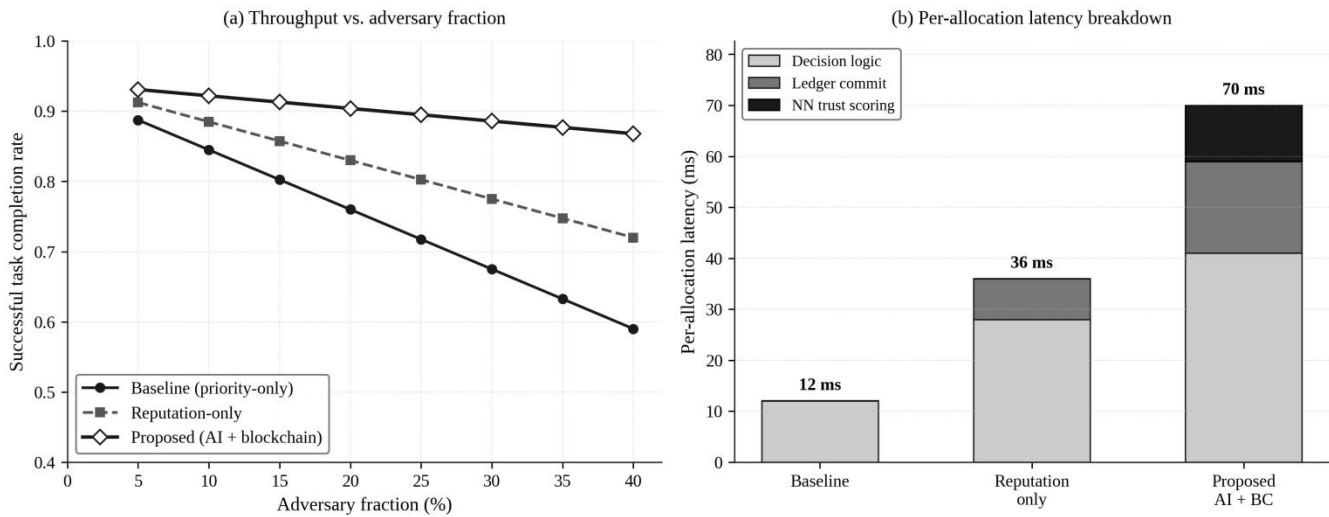 (a) Throughput vs. adversary fraction
1.0
0.9
0.8
0.7
0.6
0.5
0.4
Successful task completion rate
Baseline (priority-only)
Reputation-only
Proposed (AI + blockchain)
0
5
10
15
20
25
30
35
40
Adversary fraction (%)
(b) Per-allocation latency breakdown
80
70
60
50
40
30
20
10
0
Per-allocation latency (ms)
Decision logic
Ledger commit
NN trust scoring
12 ms
36 ms
70 ms
Baseline
Reputation
only
Proposed
AI + BC